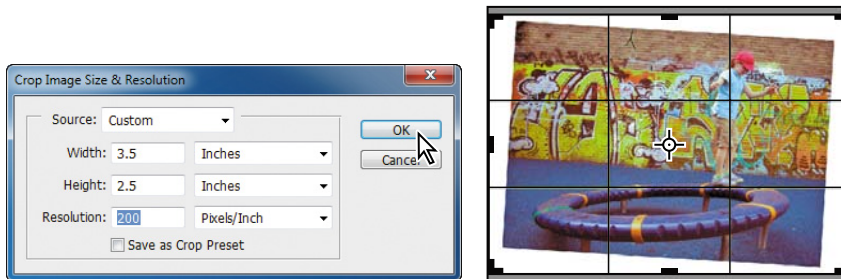 Crop Image Size & Resolution
Source: Custom
Width: 3.5 Inches
Height: 2.5 Inches
Resolution: 200 Pixels/Inch
Save as Crop Preset
OK
Cancel